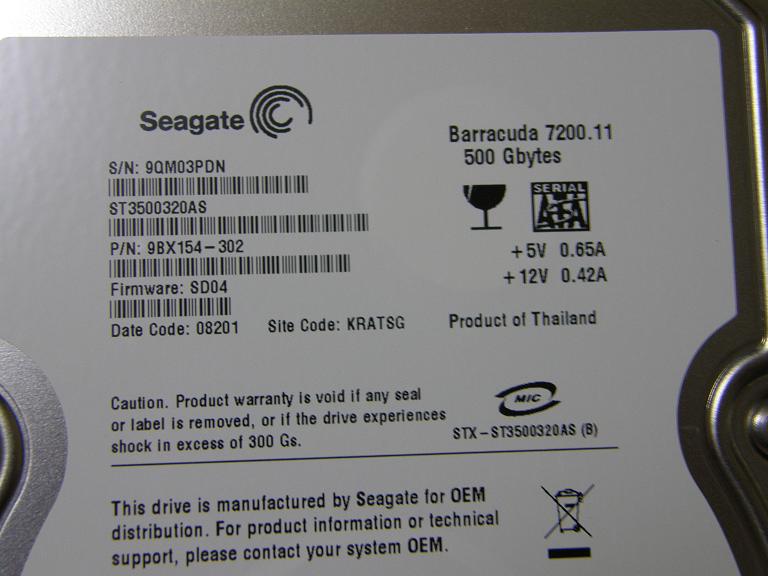 Seagate
Barracuda 7200.11
500 Gbytes
S/N: 9QM03PDN
ST3500320AS
P/N: 9BX154-302
Firmware: SD04
Date Code: 08201 Site Code: KRATSG
SERIAL
ATA
+5V 0.65A
+12V 0.42A
Product of Thailand
Caution. Product warranty is void if any seal
or label is removed, or if the drive experiences
shock in excess of 300 Gs.
MIC
STX-ST3500320AS (B)
This drive is manufactured by Seagate for OEM
distribution. For product information or technical
support, please contact your system OEM.